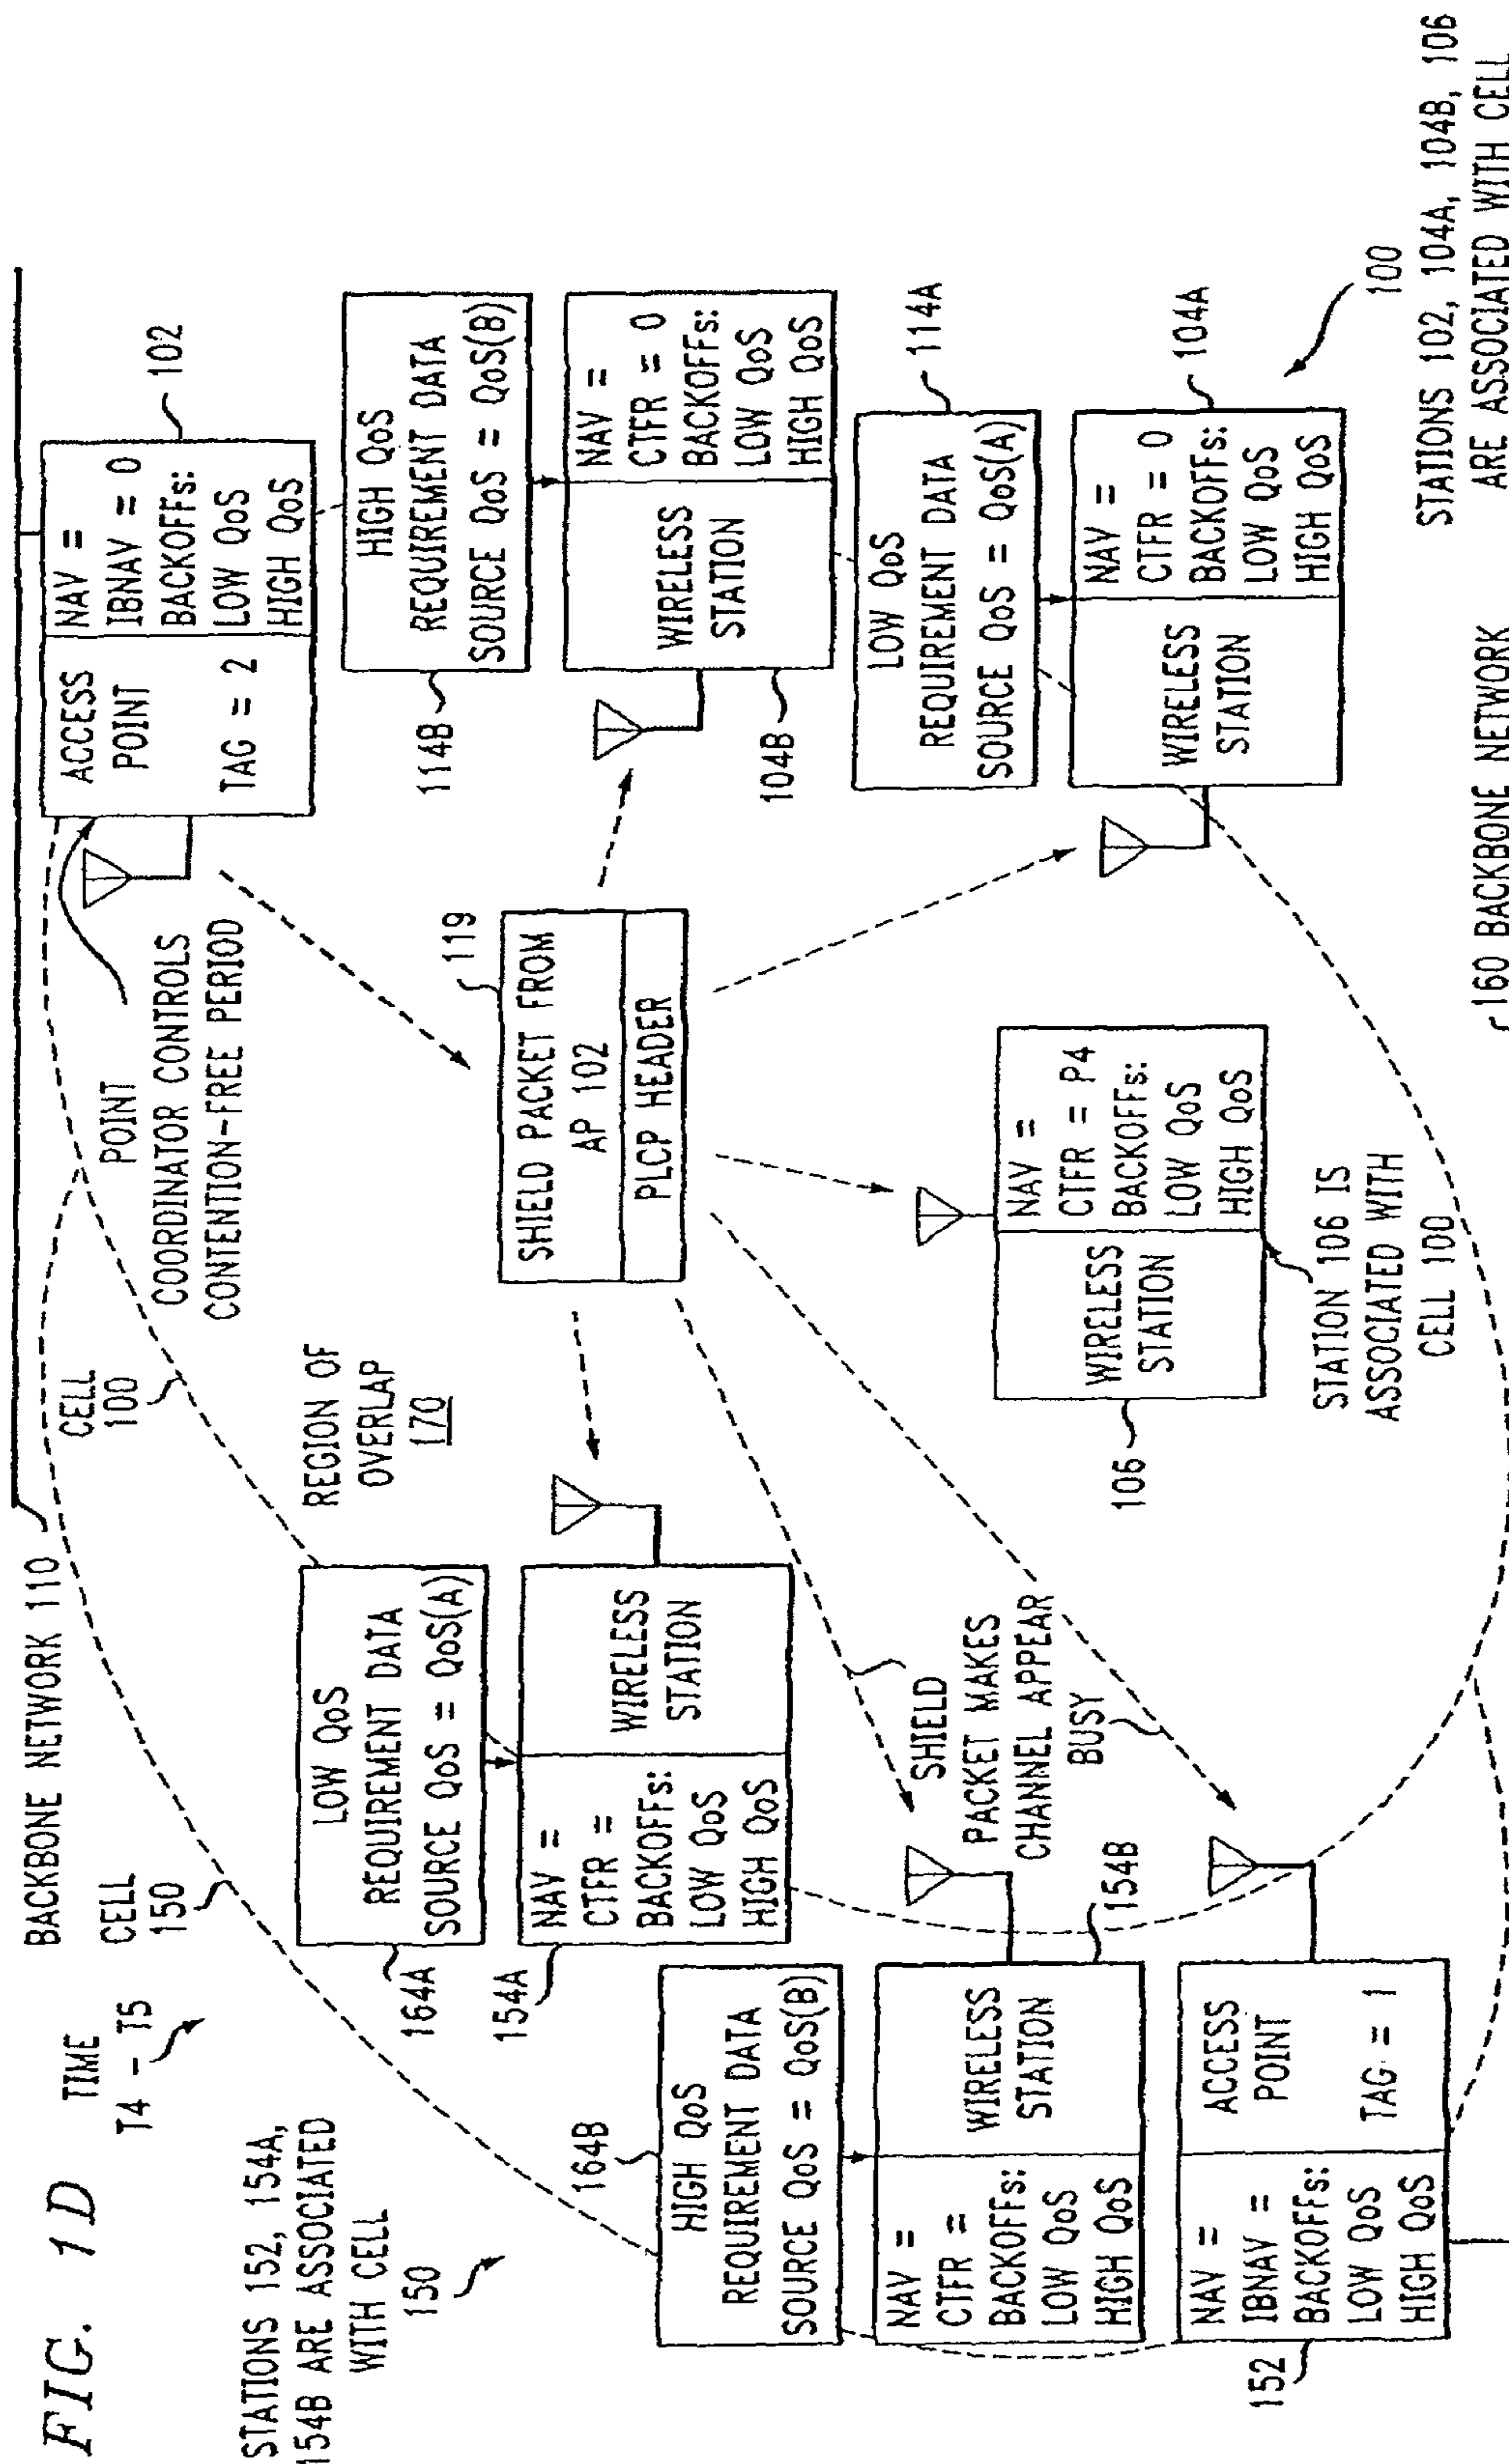 FIG. 1D
TIME
T4 - T5
STATIONS 152, 154A,
154B ARE ASSOCIATED
WITH CELL
150
BACKBONE NETWORK 110
CELL
150
CELL
100
POINT
COORDINATOR CONTROLS
CONTENTION-FREE PERIOD
ACCESS
POINT
TAG = 2
NAV =
IBNAV = 0
BACKOFFs:
LOW QoS
HIGH QoS
102
REGION OF
OVERLAP
170
LOW QoS
REQUIREMENT DATA
SOURCE QoS = QoS(A)
164A
NAV =
CTFR =
BACKOFFs:
LOW QoS
HIGH QoS
WIRELESS
STATION
154A
119
SHIELD PACKET FROM
AP 102
PLCP HEADER
114B
HIGH QoS
REQUIREMENT DATA
SOURCE QoS = QoS(B)
WIRELESS
STATION
NAV =
CTFR = 0
BACKOFFs:
LOW QoS
HIGH QoS
104B
164B
HIGH QoS
REQUIREMENT DATA
SOURCE QoS = QoS(B)
NAV =
CTFR =
BACKOFFs:
LOW QoS
HIGH QoS
WIRELESS
STATION
154B
SHIELD
PACKET MAKES
CHANNEL APPEAR
BUSY
LOW QoS
REQUIREMENT DATA
SOURCE QoS = QoS(A)
114A
WIRELESS
STATION
NAV =
CTFR = P4
BACKOFFs:
LOW QoS
HIGH QoS
106
STATION 106 IS
ASSOCIATED WITH
CELL 100
WIRELESS
STATION
NAV =
CTFR = 0
BACKOFFs:
LOW QoS
HIGH QoS
104A
152
NAV =
IBNAV =
BACKOFFs:
LOW QoS
HIGH QoS
ACCESS
POINT
TAG = 1
100
STATIONS 102, 104A, 104B, 106
ARE ASSOCIATED WITH CELL
160 BACKBONE NETWORK